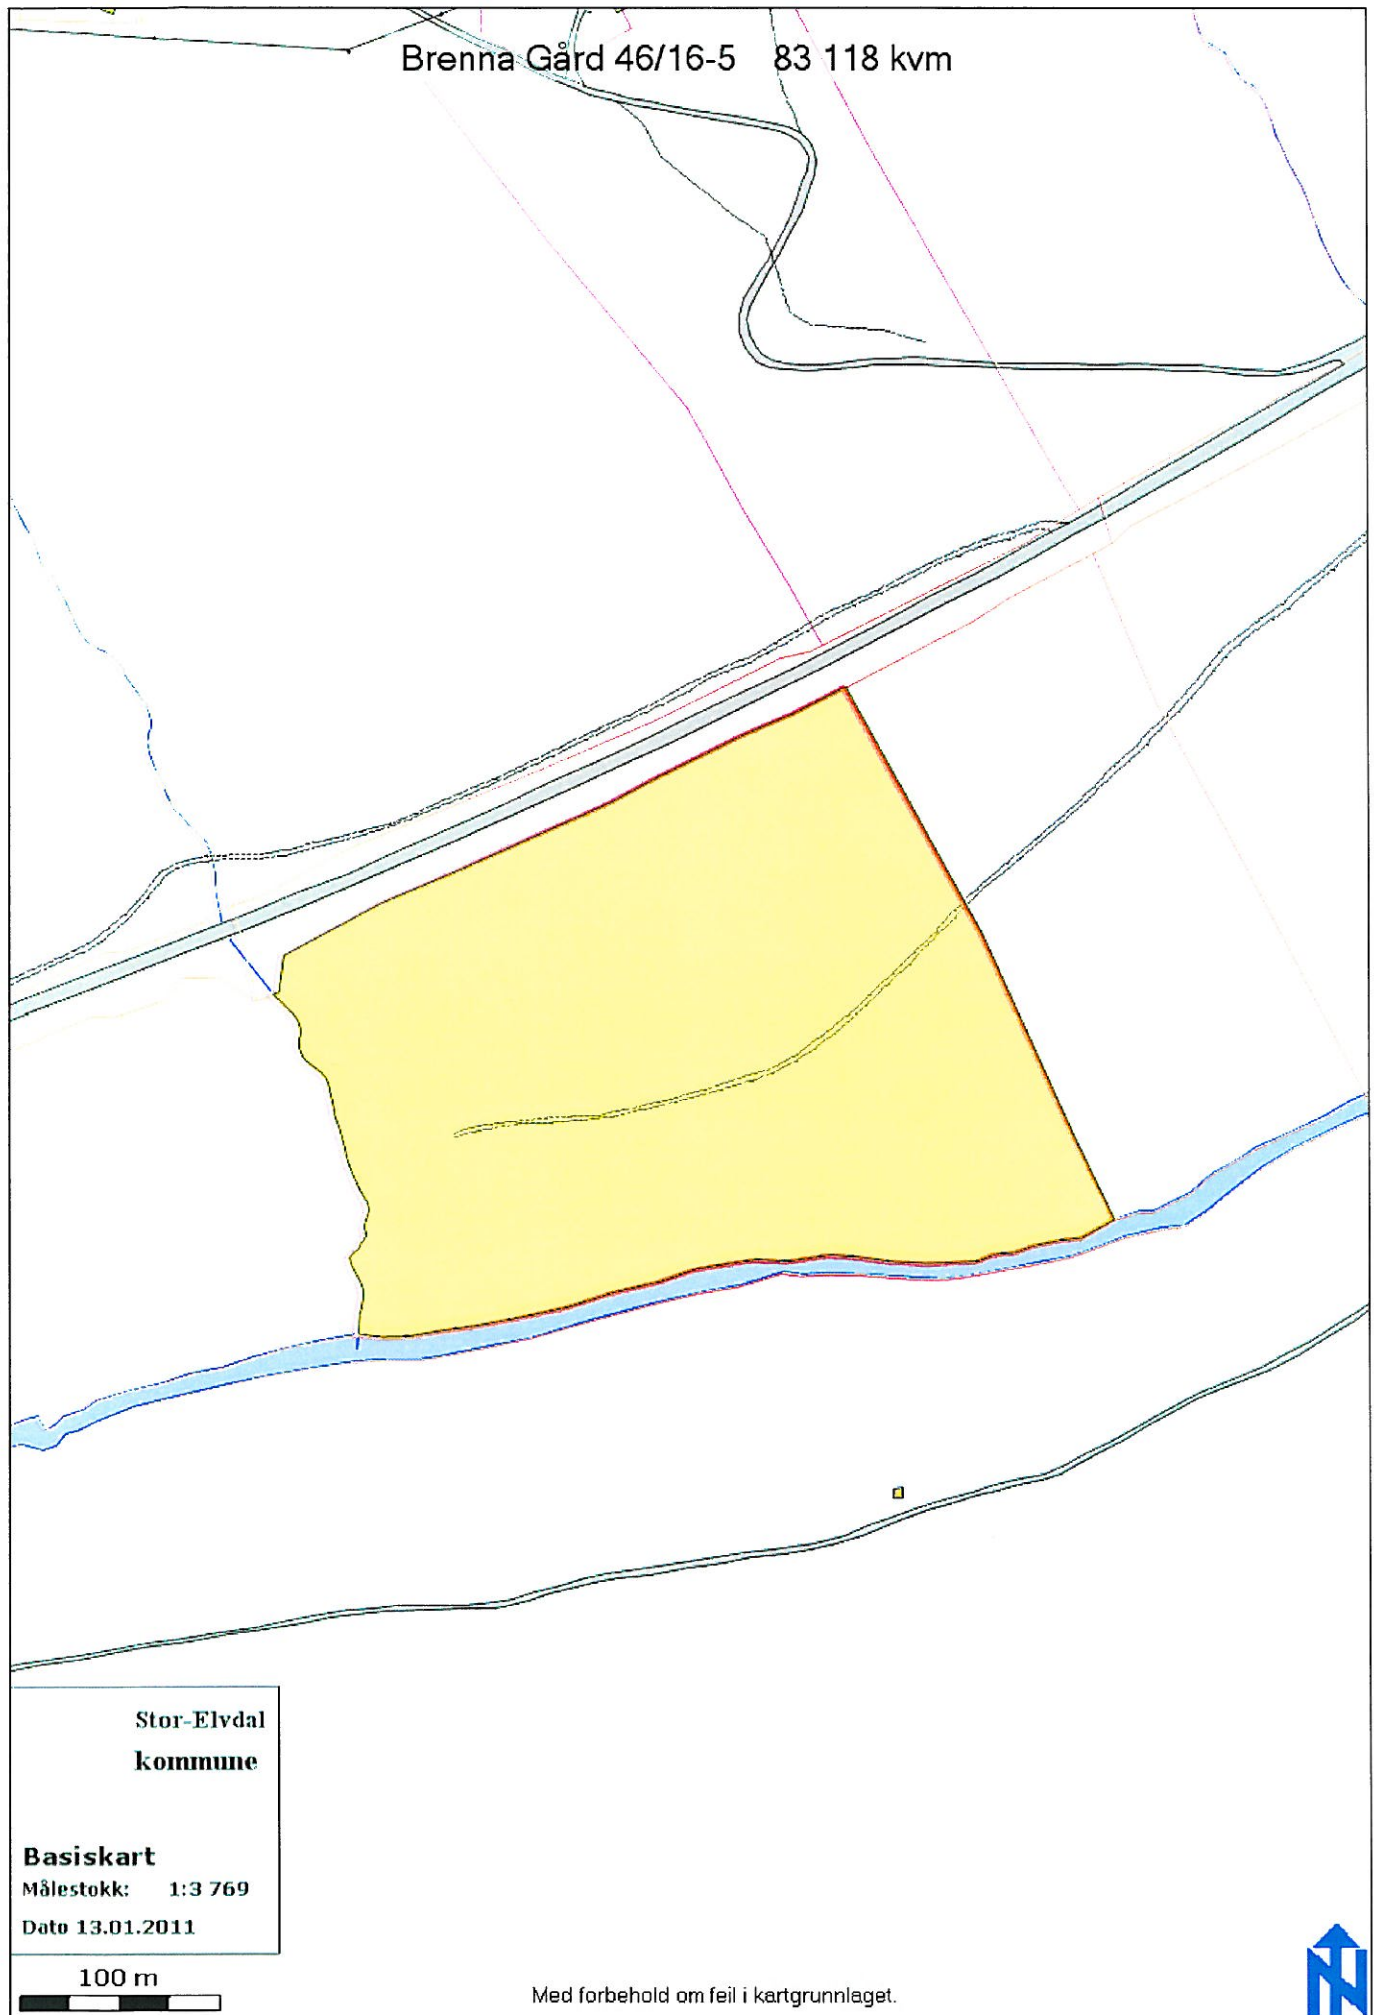 Brenna Gård 46/16-5 83 118 kvm
Stor-Elvdal
kommune
Basiskart
Målestokk: 1:3 769
Dato 13.01.2011
100 m
Med forbehold om feil i kartgrunnlaget.
N